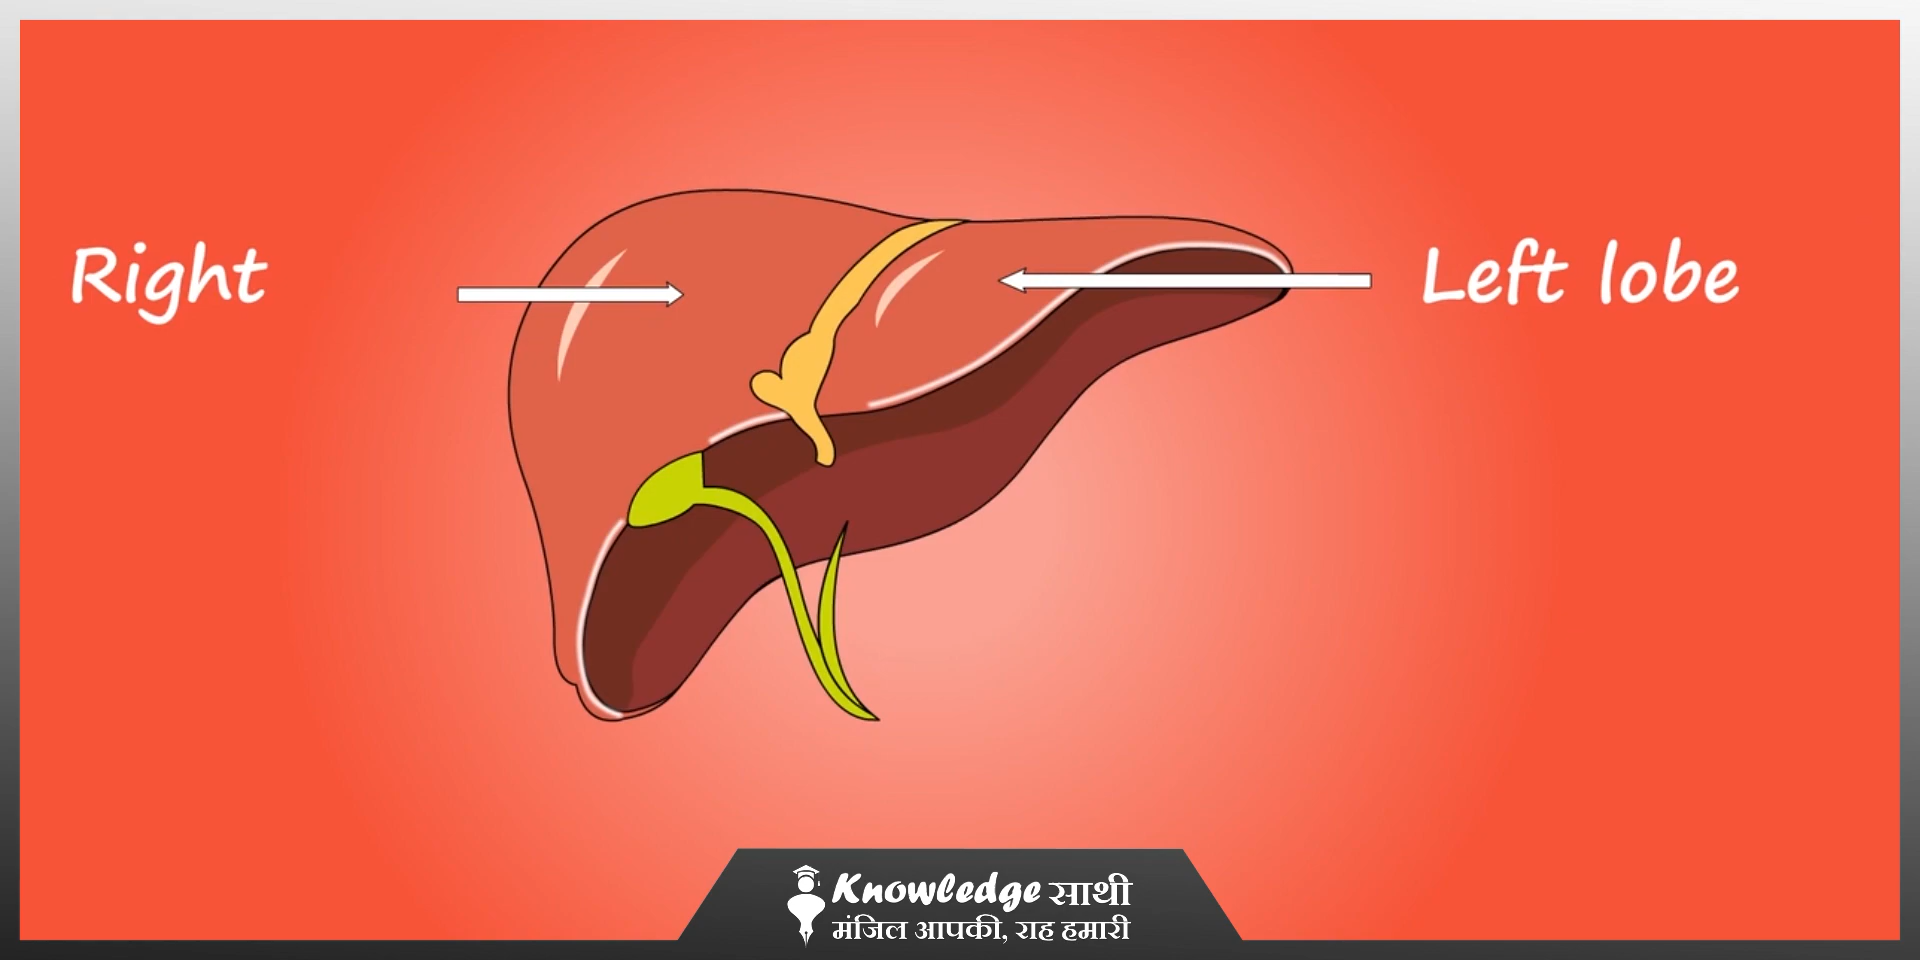 Right
Left lobe
Knowledge साथी
मंजिल आपकी, राह हमारी